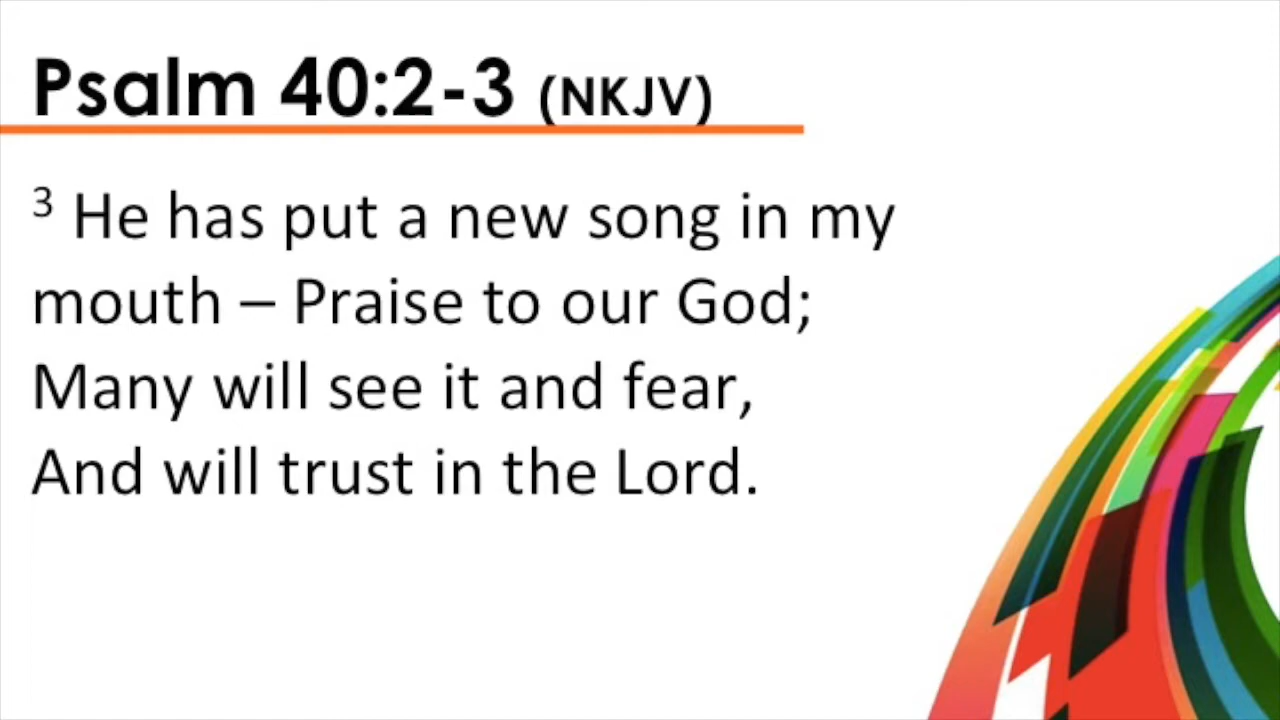 Psalm 40:2-3 (NKJV)
3 He has put a new song in my
mouth – Praise to our God;
Many will see it and fear,
And will trust in the Lord.